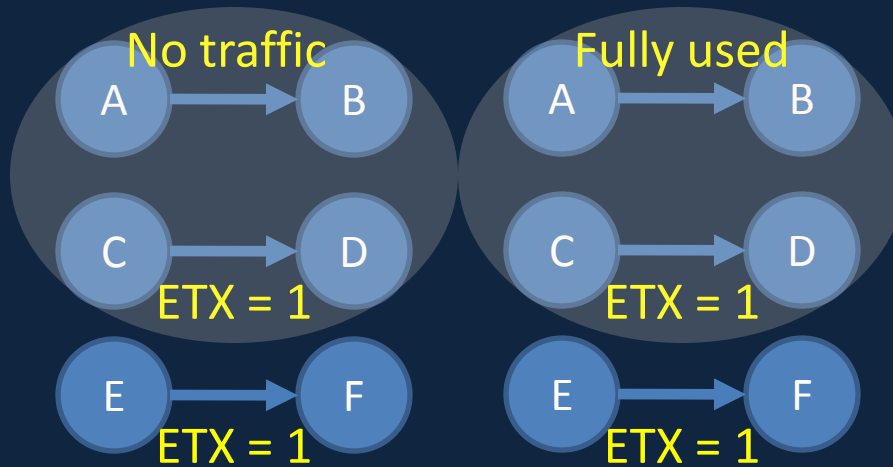 No traffic
A
B
C
D
ETX = 1
E
F
ETX = 1
Fully used
A
B
C
D
ETX = 1
E
F
ETX = 1